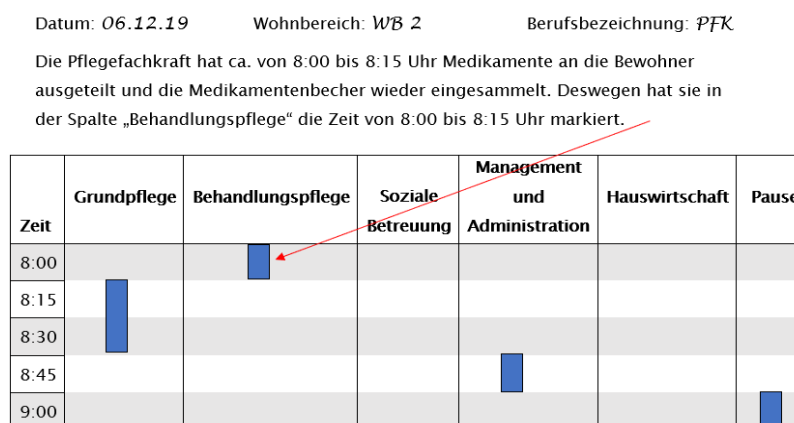 Datum: 06.12.19 Wohnbereich: WB 2 Berufsbezeichnung: PFK
Die Pflegefachkraft hat ca. von 8:00 bis 8:15 Uhr Medikamente an die Bewohner
ausgeteilt und die Medikamentenbecher wieder eingesammelt. Deswegen hat sie in
der Spalte „Behandlungspflege“ die Zeit von 8:00 bis 8:15 Uhr markiert.
Management
Grundpflege Behandlungspflege Soziale und Hauswirtschaft Pause
Zeit Betreuung Administration
8:00
8:15
8:30
8:45
9:00